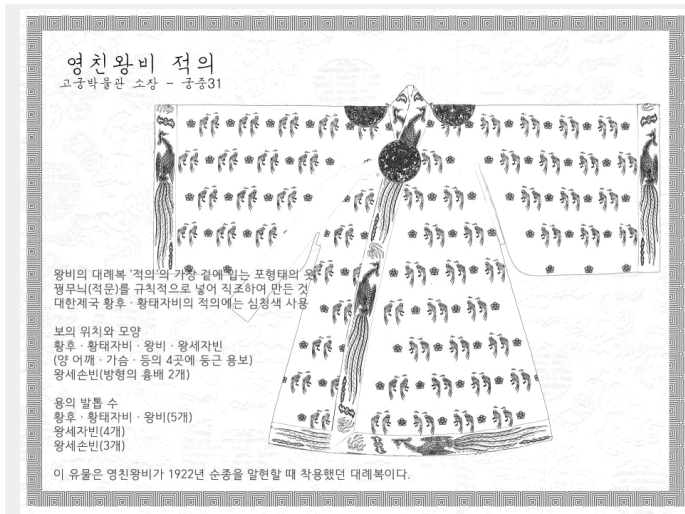 영친왕비 적의
고궁박물관 소장 - 궁중31
왕비의 대례복 '적의'의 가장 겉에 입는 포형태의 옷
꿩무늬(적문)를 규칙적으로 넣어 직조하여 만든 것
대한제국 황후 · 황태자비의 적의에는 심청색 사용
보의 위치와 모양
황후 · 황태자비 · 왕비 · 왕세자빈
(양 어깨 · 가슴 · 등의 4곳에 둥근 용보)
왕세손빈(방형의 흉배 2개)
용의 발톱 수
황후 · 황태자비 · 왕비(5개)
왕세자빈(4개)
왕세손빈(3개)
이 유물은 영친왕비가 1922년 순종을 알현할 때 착용했던 대례복이다.